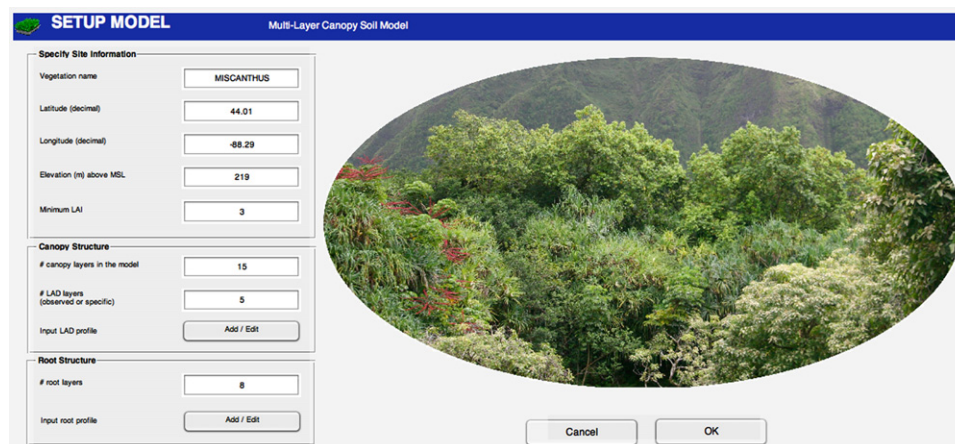 SETUP MODEL
Multi-Layer Canopy Soil Model
Specify Site Information
Vegetation name
MISCANTHUS
Latitude (decimal)
44.01
Longitude (decimal)
-88.29
Elevation (m) above MSL
219
Minimum LAI
3
Canopy Structure
# canopy layers in the model
15
# LAD layers
(observed or specific)
5
Input LAD profile
Add / Edit
Root Structure
# root layers
8
Input root profile
Add / Edit
Cancel
OK